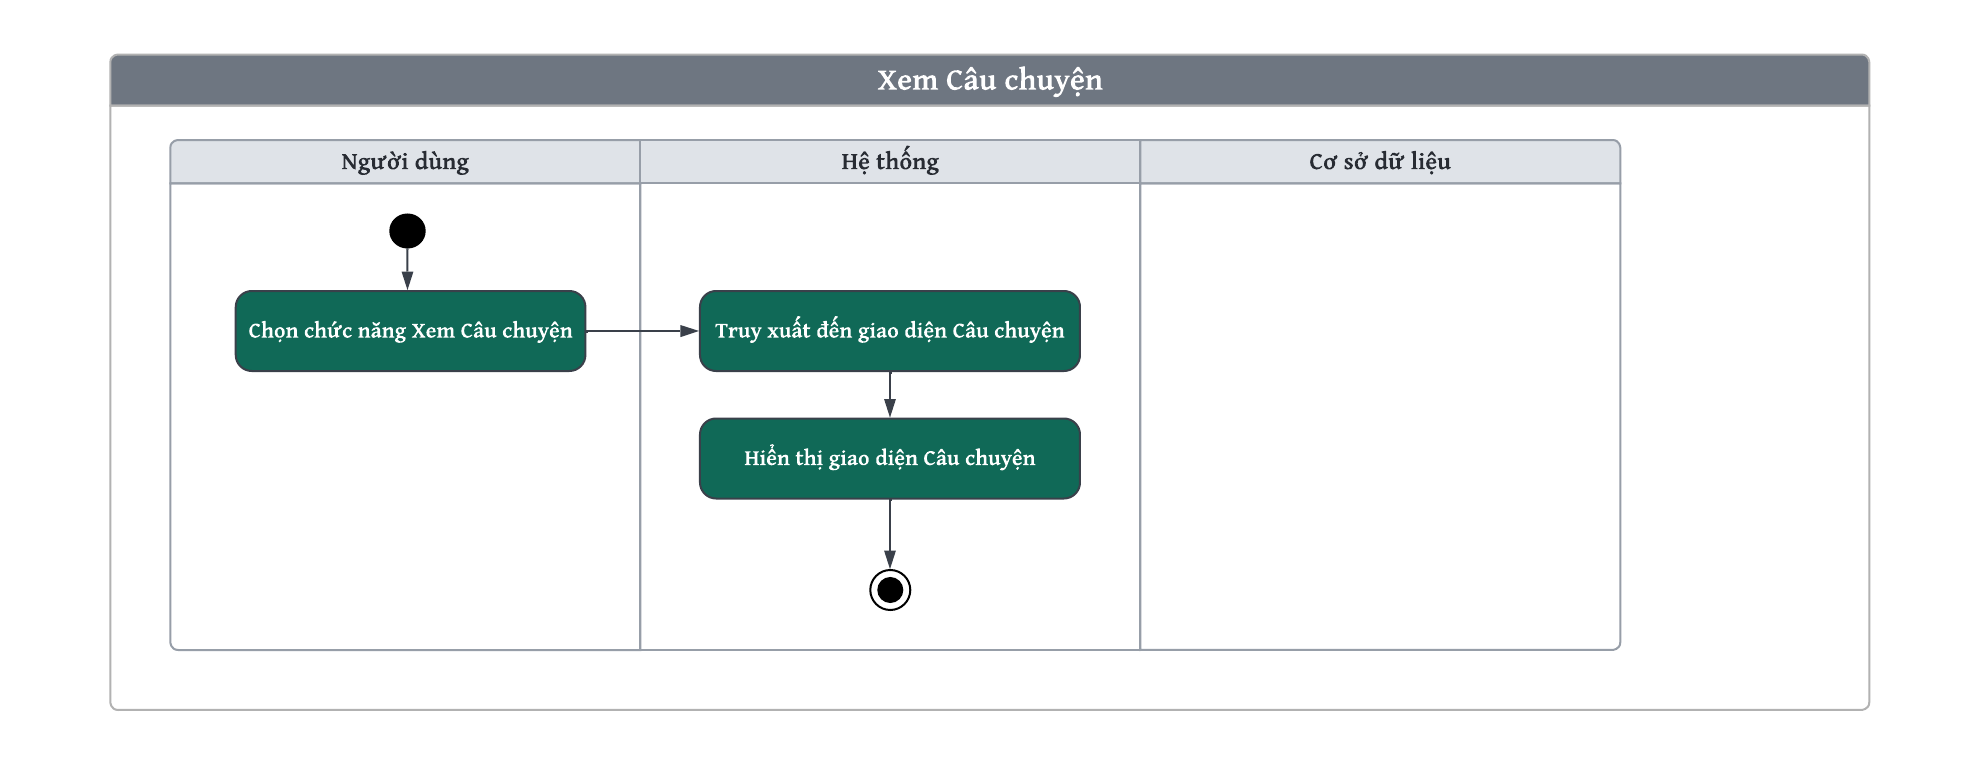 Xem Câu chuyện
Người dùng
Hệ thống
Cơ sở dữ liệu
Chọn chức năng Xem Câu chuyện
Truy xuất đến giao diện Câu chuyện
Hiển thị giao diện Câu chuyện